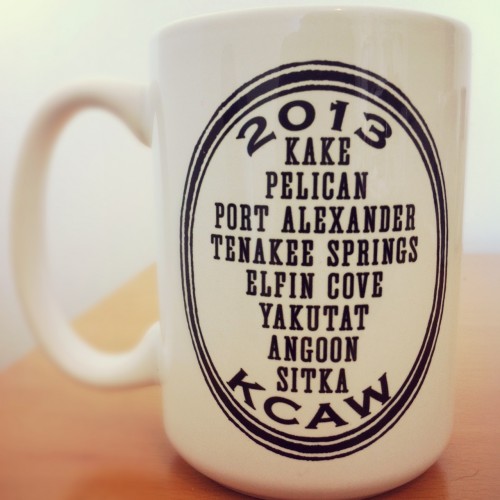 2013
KAKE
PELICAN
PORT ALEXANDER
TENAKEE SPRINGS
ELFIN COVE
YAKUTAT
ANGOON
SITKA
KCAW